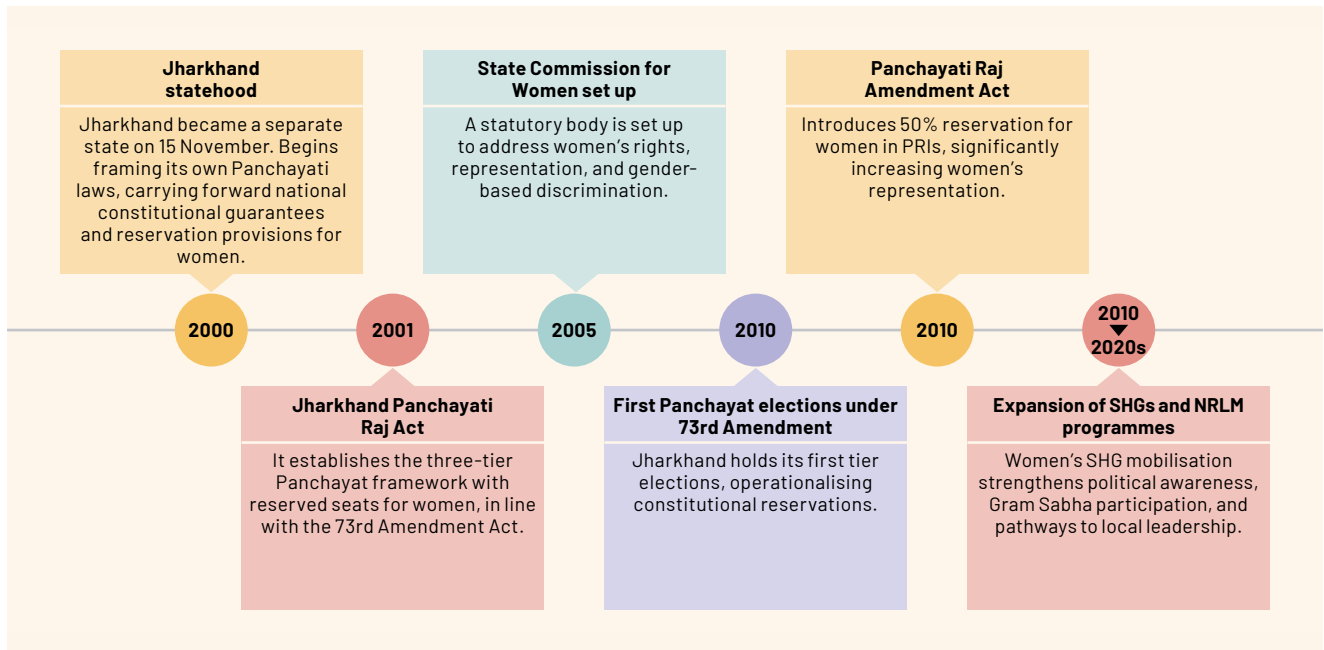 Jharkhand
statehood
Jharkhand became a separate
state on 15 November. Begins
framing its own Panchayati
laws, carrying forward national
constitutional guarantees
and reservation provisions for
women.
State Commission for
Women set up
A statutory body is set up
to address women's rights,
representation, and gender-
based discrimination.
Panchayati Raj
Amendment Act
Introduces 50% reservation for
women in PRIs, significantly
increasing women's
representation.
2000
2001
2005
2010
2010
2010
2020s
Jharkhand Panchayati
Raj Act
It establishes the three-tier
Panchayat framework with
reserved seats for women, in line
with the 73rd Amendment Act.
First Panchayat elections under
73rd Amendment
Jharkhand holds its first tier
elections, operationalising
constitutional reservations.
Expansion of SHGs and NRLM
programmes
Women's SHG mobilisation
strengthens political awareness,
Gram Sabha participation, and
pathways to local leadership.